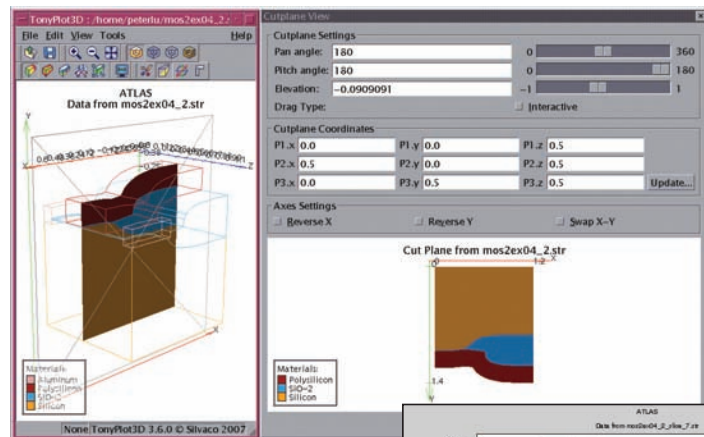 TonyPlot3D : /home/peterlu/mos2ex04_2.
File Edit View Tools Help
ATLAS
Data from mos2ex04_2.str
Y
X
Z
X
Materials:
Aluminum
Polysilicon
SiO~2
Silicon
None TonyPlot3D 3.6.0 © Silvaco 2007
Cutplane View
Cutplane Settings
Pan angle: 180 0 360
Pitch angle: 180 0 180
Elevation: -0.0909091 -1 1
Drag Type: Interactive
Cutplane Coordinates
P1.x 0.0 P1.y 0.0 P1.z 0.5
P2.x 0.5 P2.y 0.0 P2.z 0.5
P3.x 0.0 P3.y 0.5 P3.z 0.5 Update...
Axes Settings
Reverse X Reverse Y Swap X-Y
Cut Plane from mos2ex04_2.str
0 1.2 X
1.4
Y
Materials:
Polysilicon
SiO~2
Silicon
ATLAS
Data from mos2ex04_2_slice_7.str